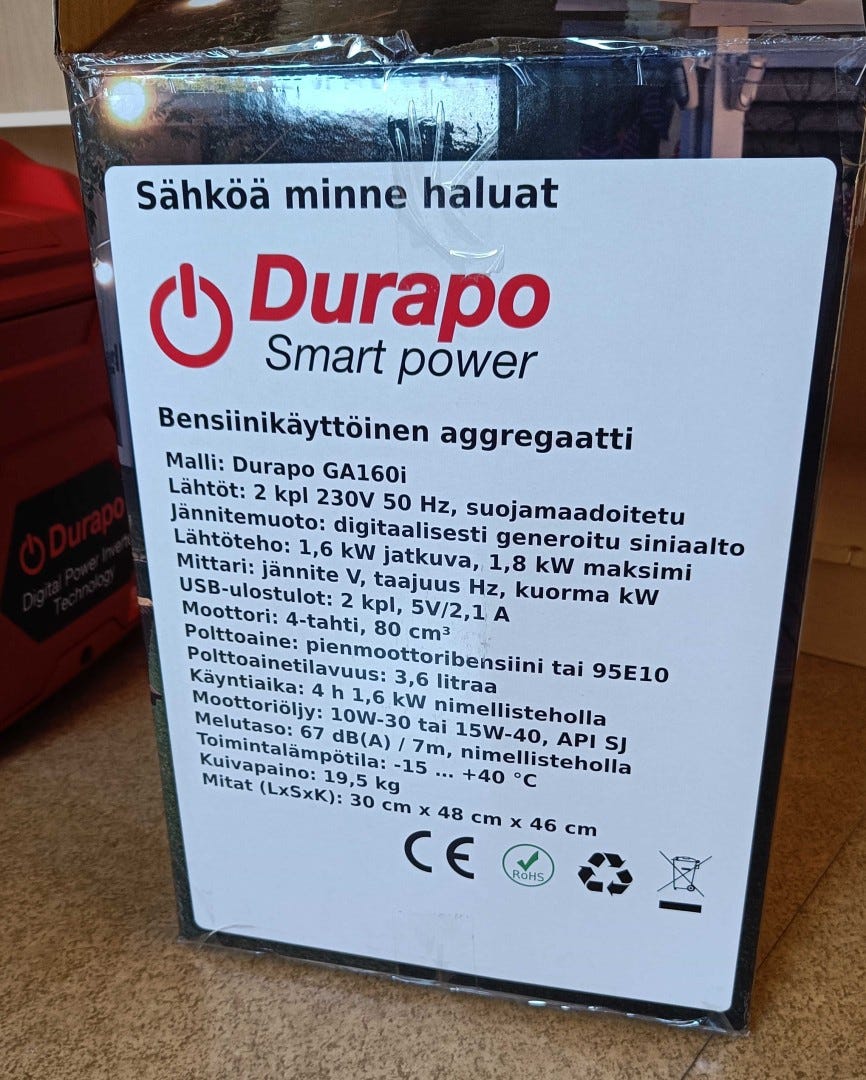 Sähköä minne haluat
Durapo
Smart power
Bensiinikäyttöinen aggregaatti
Malli: Durapo GA160i
Lähtöt: 2 kpl 230V 50 Hz, suojamaadoitetu
Jännitemuoto: digitaalisesti generoitu siniaalto
Lähtöteho: 1,6 kW jatkuva, 1,8 kW maksimi
Mittari: jännite V, taajuus Hz, kuorma kW
USB-ulostulot: 2 kpl, 5V/2,1 A
Moottori: 4-tahti, 80 cm³
Polttoaine: pienmoottoribensiini tai 95E10
Polttoainetilavuus: 3,6 litraa
Käyntiaika: 4 h 1,6 kW nimellisteholla
Moottoriöljy: 10W-30 tai 15W-40, API SJ
Melutaso: 67 dB(A) / 7m, nimellisteholla
Toimintalämpötila: -15 ... +40 °C
Kuivapaino: 19,5 kg
Mitat (LxSxK): 30 cm x 48 cm x 46 cm
CE
RoHS
Durapo
Digital Power
Technology